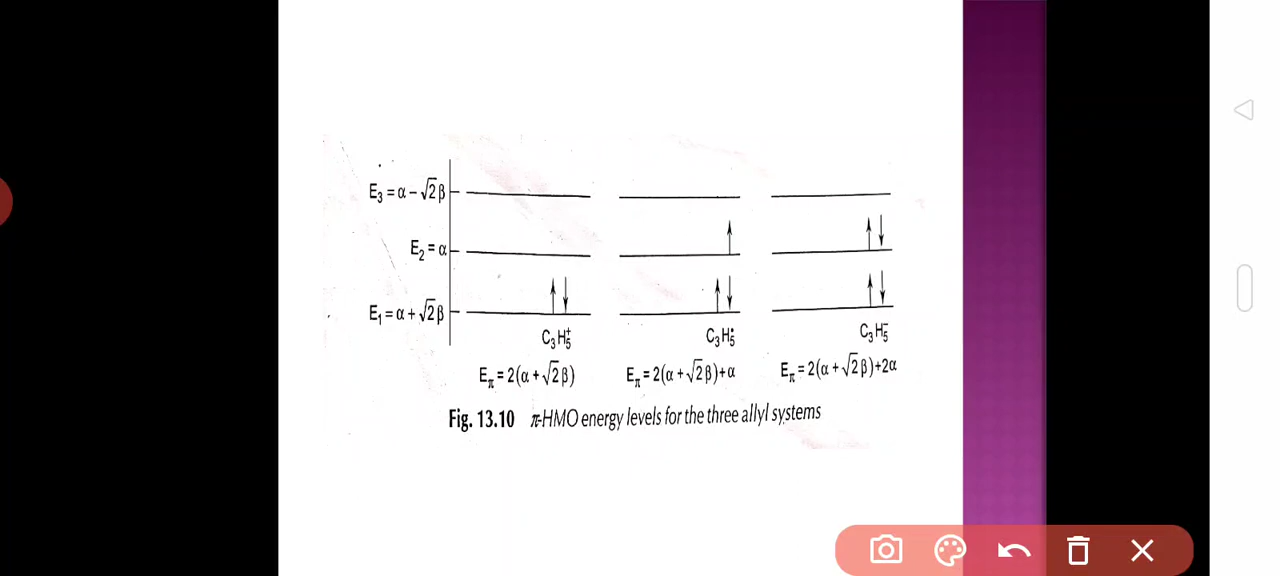 E₃ = α – √2β
E₂ = α
E₁ = α + √2β
C₃H₅⁺ C₃H₅• C₃H₅⁻
Eπ = 2(α + √2β) Eπ = 2(α + √2β)+α Eπ = 2(α + √2β)+2α
Fig. 13.10 π-HMO energy levels for the three allyl systems